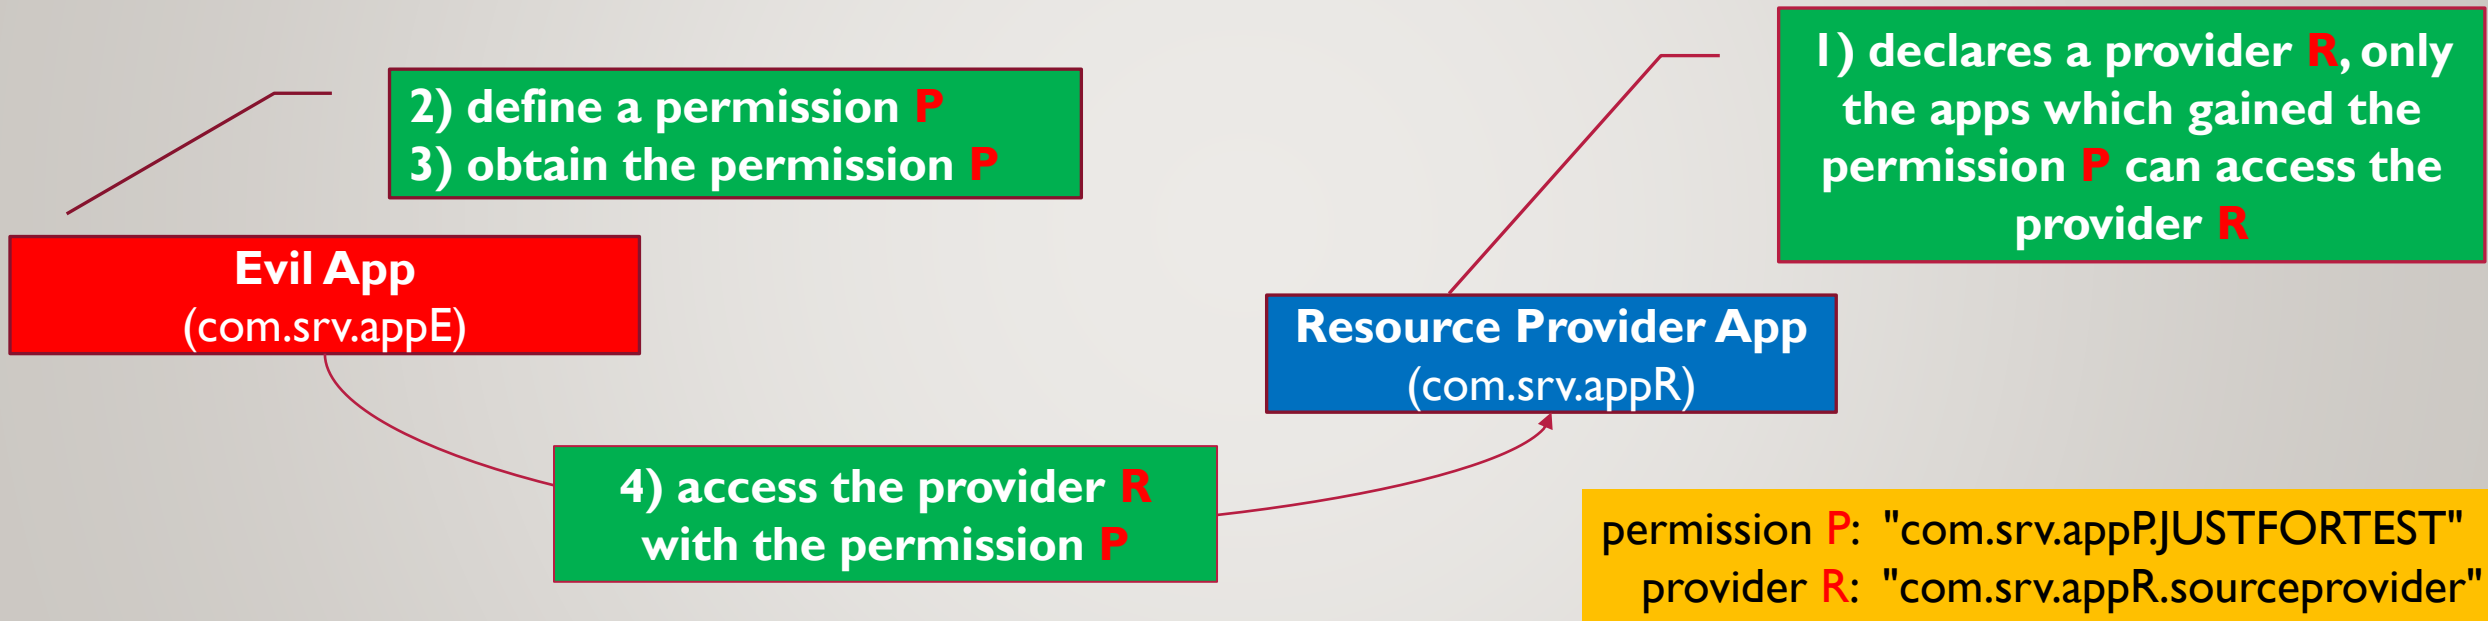 1) declares a provider R, only
the apps which gained the
permission P can access the
provider R
2) define a permission P
3) obtain the permission P
Evil App
(com.srv.appE)
Resource Provider App
(com.srv.appR)
4) access the provider R
with the permission P
permission P: "com.srv.appP.JUSTFORTEST"
provider R: "com.srv.appR.sourceprovider"